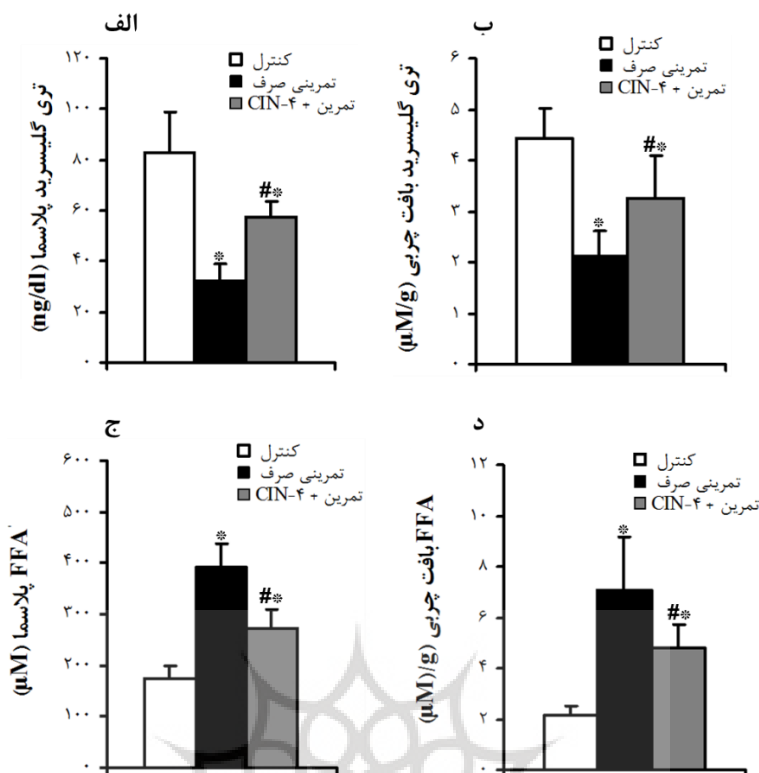 الف
تری گلیسرید پلاسما (ng/dl)
۱۲۰
۱۰۰
۸۰
۶۰
۴۰
۲۰
۰
کنترل
تمرینی صرف
تمرین + CIN-۴
*
#*
ب
تری گلیسرید بافت چربی (µM/g)
۶
۵
۴
۳
۲
۱
۰
کنترل
تمرینی صرف
تمرین + CIN-۴
*
#*
ج
FFA پلاسما (µM)
۶۰۰
۵۰۰
۴۰۰
۳۰۰
۲۰۰
۱۰۰
۰
کنترل
تمرینی صرف
تمرین + CIN-۴
*
#*
د
FFA بافت چربی (µM)/g)
۱۲
۱۰
۸
۶
۴
۲
۰
کنترل
تمرینی صرف
تمرین + CIN-۴
*
#*